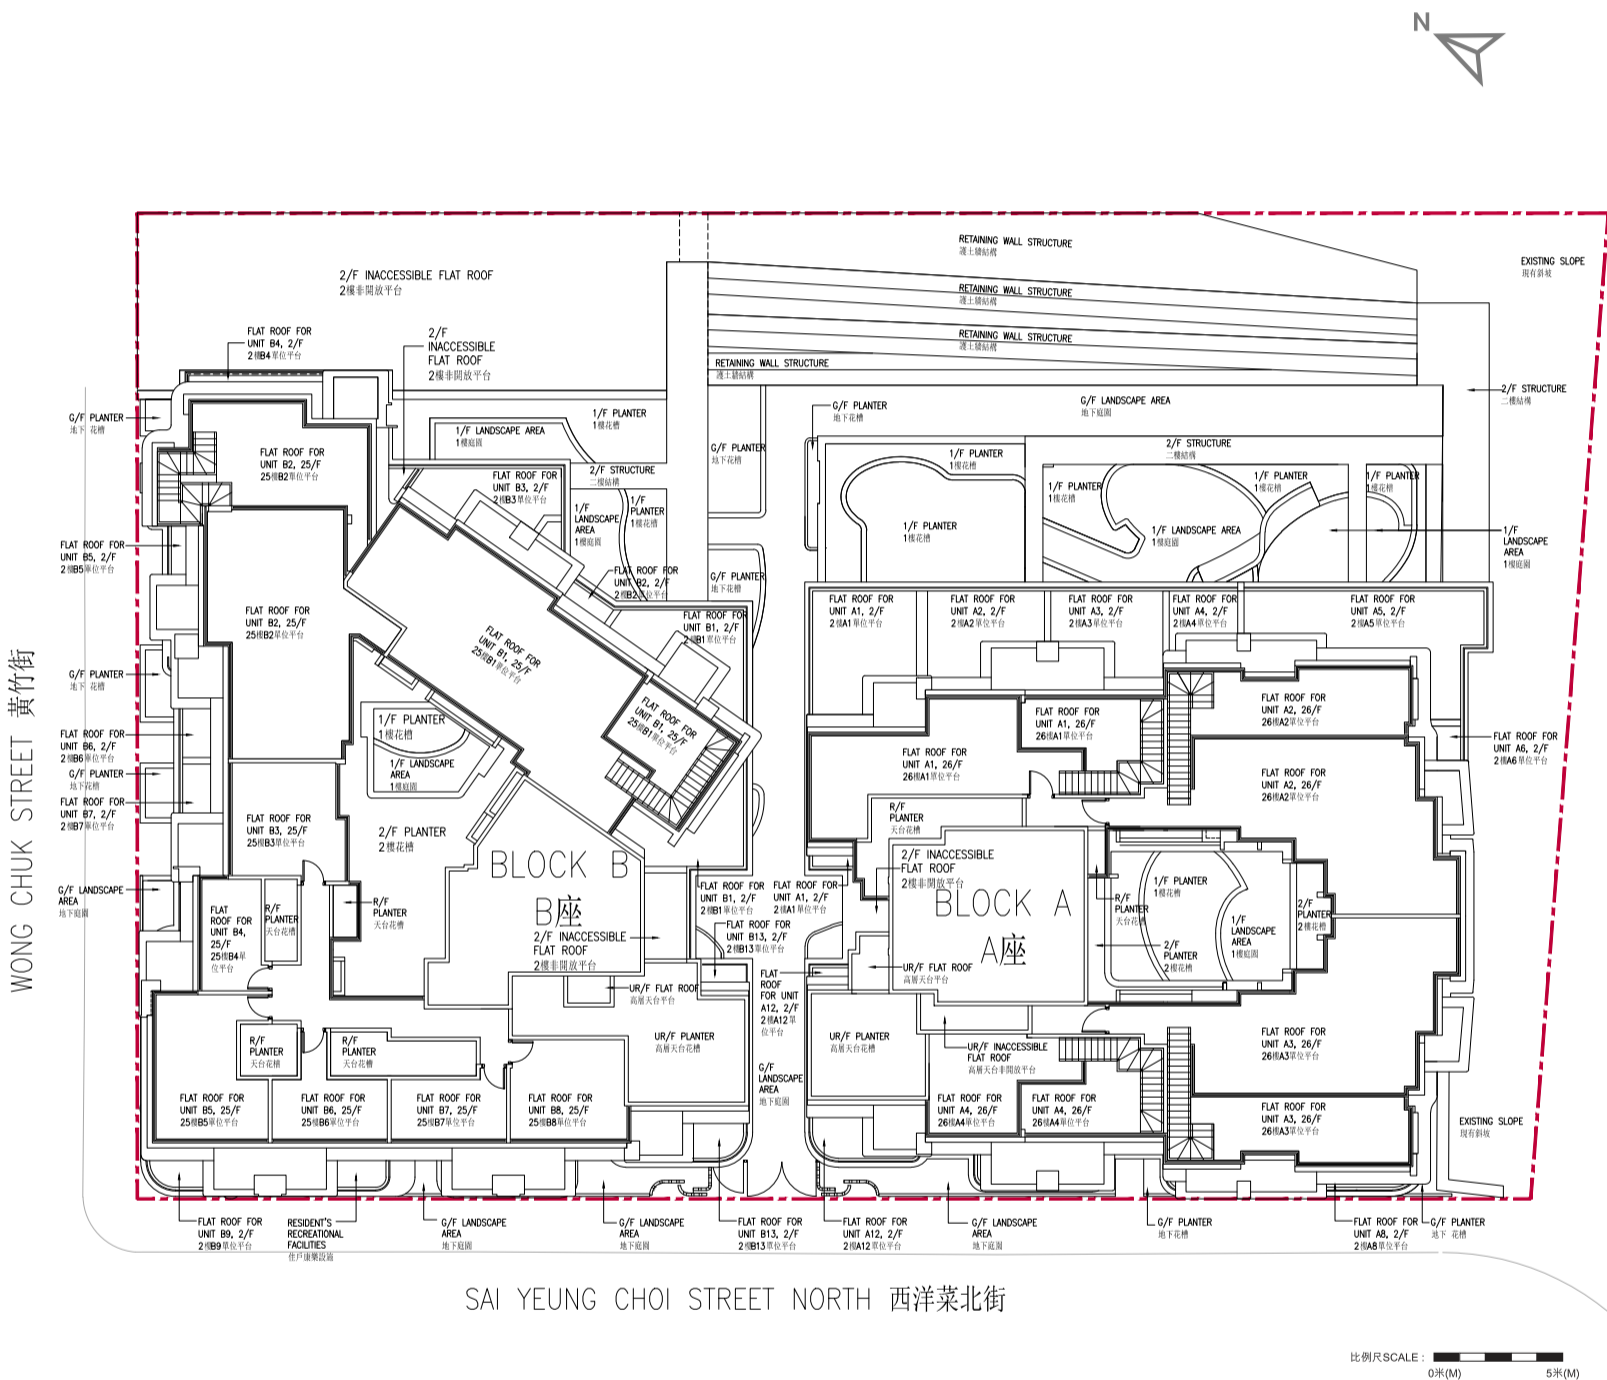 N
RETAINING WALL STRUCTURE
護土牆結構
EXISTING SLOPE
現有斜坡
2/F INACCESSIBLE FLAT ROOF
2樓非開放平台
RETAINING WALL STRUCTURE
護土牆結構
FLAT ROOF FOR
UNIT B4, 2/F
2樓B4單位平台
2/F
INACCESSIBLE
FLAT ROOF
2樓非開放平台
RETAINING WALL STRUCTURE
護土牆結構
RETAINING WALL STRUCTURE
護土牆結構
2/F STRUCTURE
二樓結構
G/F PLANTER
地下 花槽
1/F PLANTER
1樓花槽
G/F PLANTER
地下花槽
G/F LANDSCAPE AREA
地下庭園
1/F LANDSCAPE AREA
1樓庭園
G/F PLANTER
地下花槽
2/F STRUCTURE
二樓結構
FLAT ROOF FOR
UNIT B2, 25/F
25樓B2單位平台
FLAT ROOF FOR
UNIT B3, 2/F
2樓B3單位平台
2/F STRUCTURE
二樓結構
1/F PLANTER
1樓花槽
1/F PLANTER
1樓花槽
1/F PLANTER
1樓花槽
1/F PLANTER
1樓花槽
1/F
PLANTER
1樓花槽
1/F
LANDSCAPE
AREA
1樓庭園
1/F PLANTER
1樓花槽
1/F LANDSCAPE AREA
1樓庭園
1/F
LANDSCAPE
AREA
1樓庭園
FLAT ROOF FOR
UNIT B5, 2/F
2樓B5單位平台
FLAT ROOF FOR
UNIT B2, 2/F
2樓B2單位平台
G/F PLANTER
地下花槽
FLAT ROOF FOR
UNIT B2, 25/F
25樓B2單位平台
FLAT ROOF FOR
UNIT B1, 2/F
2樓B1單位平台
FLAT ROOF FOR
UNIT A1, 2/F
2樓A1單位平台
FLAT ROOF FOR
UNIT A2, 2/F
2樓A2單位平台
FLAT ROOF FOR
UNIT A3, 2/F
2樓A3單位平台
FLAT ROOF FOR
UNIT A4, 2/F
2樓A4單位平台
FLAT ROOF FOR
UNIT A5, 2/F
2樓A5單位平台
FLAT ROOF FOR
UNIT B1, 25/F
25樓B1單位平台
G/F PLANTER
地下 花槽
FLAT ROOF FOR
UNIT B1, 25/F
25樓B1單位平台
FLAT ROOF FOR
UNIT A1, 26/F
26樓A1單位平台
FLAT ROOF FOR
UNIT A2, 26/F
26樓A2單位平台
1/F PLANTER
1樓花槽
FLAT ROOF FOR
UNIT B6, 2/F
2樓B6單位平台
FLAT ROOF FOR
UNIT A6, 2/F
2樓A6單位平台
FLAT ROOF FOR
UNIT A1, 26/F
26樓A1單位平台
1/F LANDSCAPE
AREA
1樓庭園
G/F PLANTER
地下花槽
FLAT ROOF FOR
UNIT A2, 26/F
26樓A2單位平台
FLAT ROOF FOR
UNIT B7, 2/F
2樓B7單位平台
R/F
PLANTER
天台花槽
FLAT ROOF FOR
UNIT B3, 25/F
25樓B3單位平台
2/F PLANTER
2樓花槽
BLOCK B
B座
2/F INACCESSIBLE
FLAT ROOF
2樓非開放平台
BLOCK A
A座
G/F LANDSCAPE
AREA
地下庭園
FLAT ROOF FOR
UNIT B1, 2/F
2樓B1單位平台
FLAT ROOF FOR
UNIT A1, 2/F
2樓A1單位平台
1/F PLANTER
1樓花槽
R/F
PLANTER
天台花槽
2/F
PLANTER
2樓花槽
1/F
LANDSCAPE
AREA
1樓庭園
FLAT
ROOF FOR
UNIT B4,
25/F
25樓B4單
位平台
R/F
PLANTER
天台花槽
R/F
PLANTER
天台花槽
2/F INACCESSIBLE
FLAT ROOF
2樓非開放平台
FLAT ROOF FOR
UNIT B13, 2/F
2樓B13單位平台
2/F
PLANTER
2樓花槽
UR/F FLAT ROOF
高層天台平台
UR/F FLAT ROOF
高層天台平台
FLAT
ROOF
FOR UNIT
A12, 2/F
2樓A12單
位平台
R/F
PLANTER
天台花槽
R/F
PLANTER
天台花槽
UR/F PLANTER
高層天台花槽
UR/F PLANTER
高層天台花槽
UR/F INACCESSIBLE
FLAT ROOF
高層天台非開放平台
FLAT ROOF FOR
UNIT A3, 26/F
26樓A3單位平台
G/F
LANDSCAPE
AREA
地下庭園
FLAT ROOF FOR
UNIT B5, 25/F
25樓B5單位平台
FLAT ROOF FOR
UNIT B6, 25/F
25樓B6單位平台
FLAT ROOF FOR
UNIT B7, 25/F
25樓B7單位平台
FLAT ROOF FOR
UNIT B8, 25/F
25樓B8單位平台
FLAT ROOF FOR
UNIT A4, 26/F
26樓A4單位平台
FLAT ROOF FOR
UNIT A4, 26/F
26樓A4單位平台
FLAT ROOF FOR
UNIT A3, 26/F
26樓A3單位平台
EXISTING SLOPE
現有斜坡
FLAT ROOF FOR
UNIT B9, 2/F
2樓B9單位平台
RESIDENT'S
RECREATIONAL
FACILITIES
住戶康樂設施
G/F LANDSCAPE
AREA
地下庭園
G/F LANDSCAPE
AREA
地下庭園
FLAT ROOF FOR
UNIT B13, 2/F
2樓B13單位平台
FLAT ROOF FOR
UNIT A12, 2/F
2樓A12單位平台
G/F LANDSCAPE
AREA
地下庭園
G/F PLANTER
地下花槽
FLAT ROOF FOR
UNIT A8, 2/F
2樓A8單位平台
G/F PLANTER
地下 花槽
WONG CHUK STREET 黃竹街
SAI YEUNG CHOI STREET NORTH 西洋菜北街
比例尺SCALE :
0米(M)
5米(M)